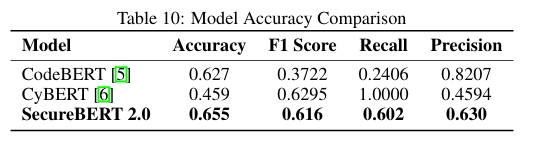 Table 10: Model Accuracy Comparison
Model Accuracy F1 Score Recall Precision
CodeBERT [5] 0.627 0.3722 0.2406 0.8207
CyBERT [6] 0.459 0.6295 1.0000 0.4594
SecureBERT 2.0 0.655 0.616 0.602 0.630